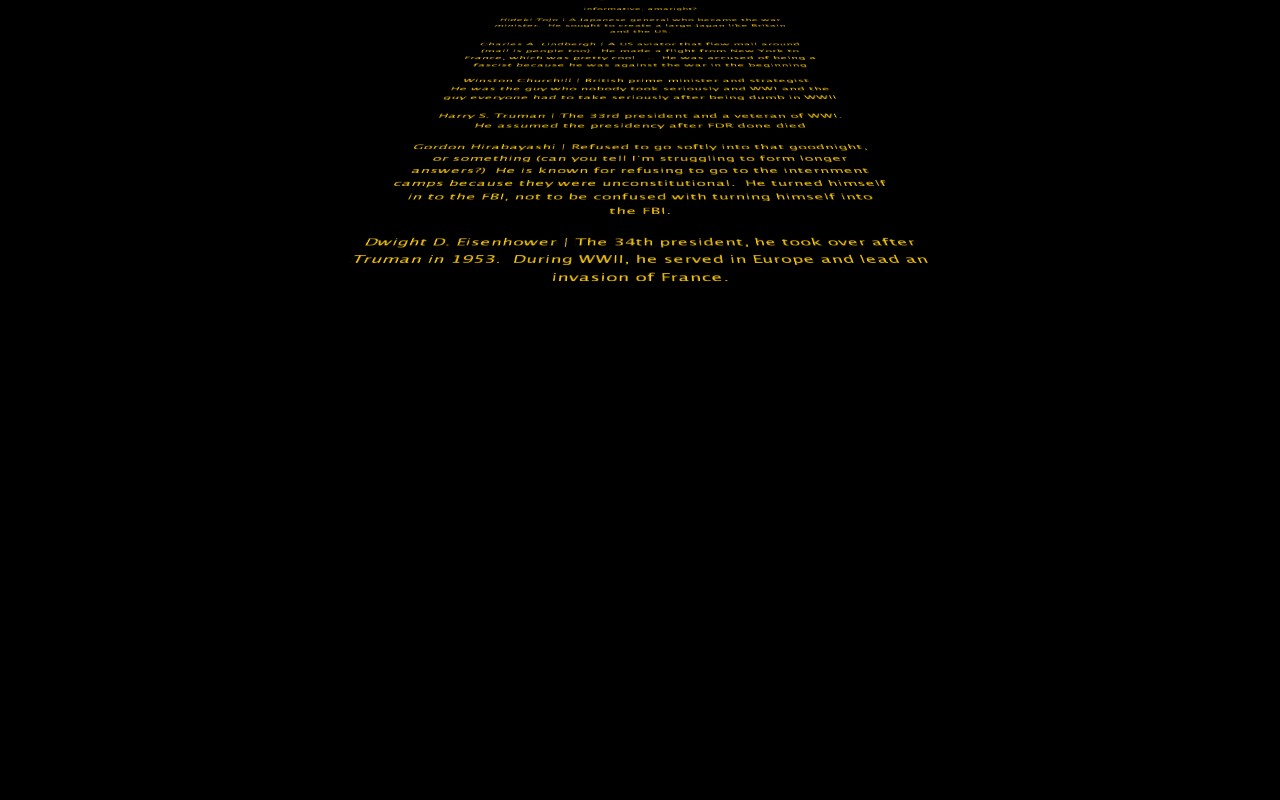 informative, amaright?
Hideki Tojo | A Japanese general who became the war
minister.  He sought to create a large Japan like Britain
and the US.
Charles A. Lindbergh | A US aviator that flew mail around
(mail is people too).  He made a flight from New York to
France, which was pretty cool . . .  He was accused of being a
fascist because he was against the war in the beginning.
Winston Churchill | British prime minister and strategist.
He was the guy who nobody took seriously and WWI and the
guy everyone had to take seriously after being dumb in WWII.
Harry S. Truman | The 33rd president and a veteran of WWI.
He assumed the presidency after FDR done died.
Gordon Hirabayashi | Refused to go softly into that goodnight,
or something (can you tell I'm struggling to form longer
answers?)  He is known for refusing to go to the internment
camps because they were unconstitutional.  He turned himself
in to the FBI, not to be confused with turning himself into
the FBI.
Dwight D. Eisenhower | The 34th president, he took over after
Truman in 1953.  During WWII, he served in Europe and lead an
invasion of France.